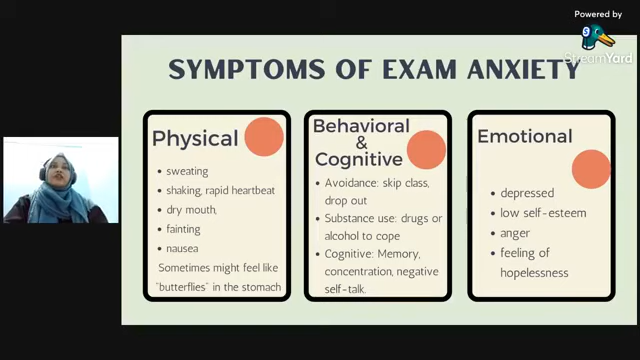 Powered by
StreamYard
SYMPTOMS OF EXAM ANXIETY
Physical
sweating
shaking, rapid heartbeat
dry mouth,
fainting
nausea
Sometimes might feel like
"butterflies" in the stomach
Behavioral
&
Cognitive
Avoidance: skip class,
drop out
Substance use: drugs or
alcohol to cope
Cognitive: Memory,
concentration, negative
self-talk.
Emotional
depressed
low self-esteem
anger
feeling of
hopelessness